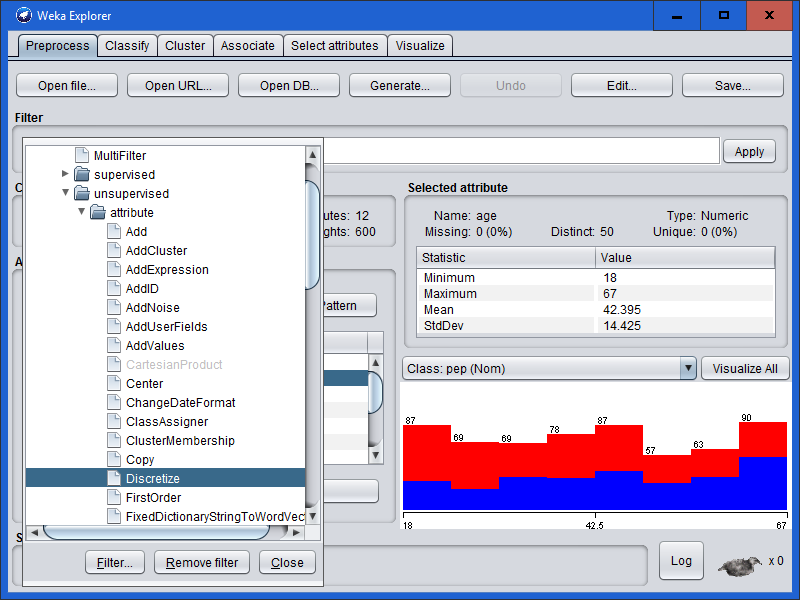 Weka Explorer
Preprocess Classify Cluster Associate Select attributes Visualize
Open file... Open URL... Open DB... Generate... Undo Edit... Save...
Filter
Apply
MultiFilter
supervised
unsupervised
attribute
Add
AddCluster
AddExpression
AddID
AddNoise
AddUserFields
AddValues
CartesianProduct
Center
ChangeDateFormat
ClassAssigner
ClusterMembership
Copy
Discretize
FirstOrder
FixedDictionaryStringToWordVect
Filter... Remove filter Close
C
utes: 12
ghts: 600
A
Pattern
S
Selected attribute
Name: age Type: Numeric
Missing: 0 (0%) Distinct: 50 Unique: 0 (0%)
Statistic Value
Minimum 18
Maximum 67
Mean 42.395
StdDev 14.425
Class: pep (Nom) Visualize All
87 69 69 78 87 57 63 90
18 42.5 67
Log x 0